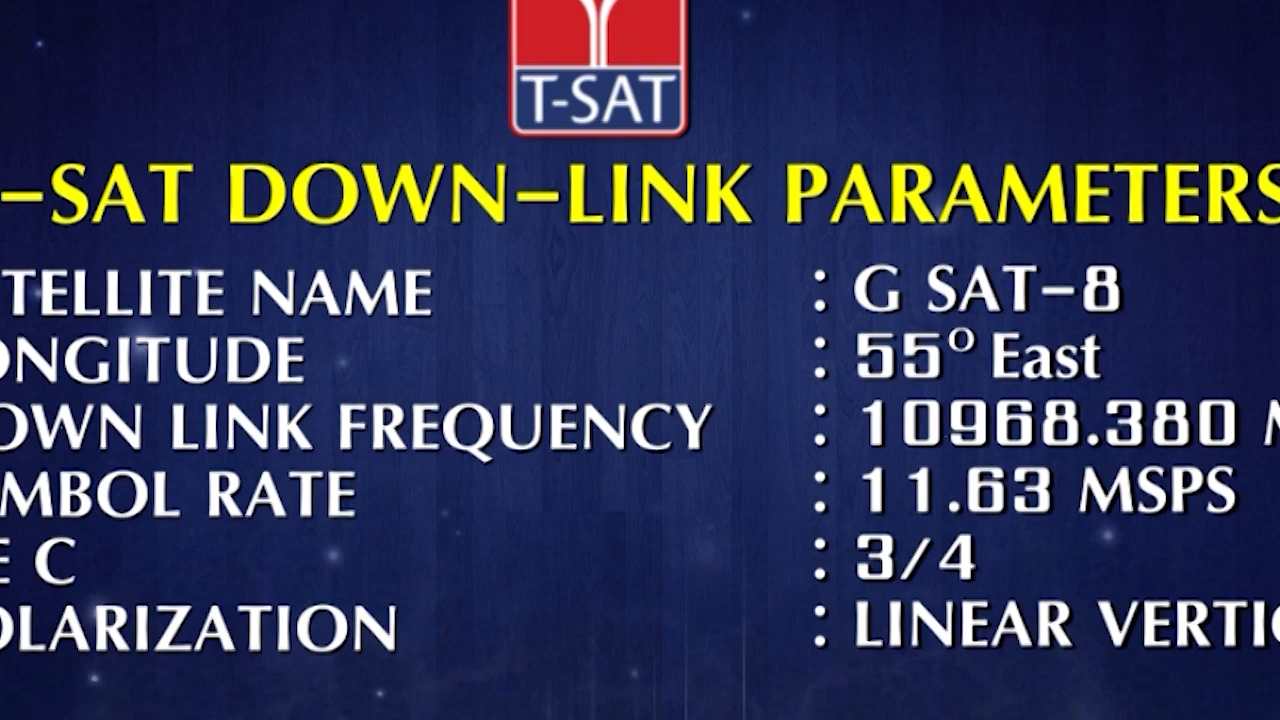 T-SAT
-SAT DOWN-LINK PARAMETERS
TELLITE NAME : G SAT-8
ONGITUDE : 55° East
OWN LINK FREQUENCY : 10968.380 M
MBOL RATE : 11.63 MSPS
E C : 3/4
OLARIZATION : LINEAR VERTIC